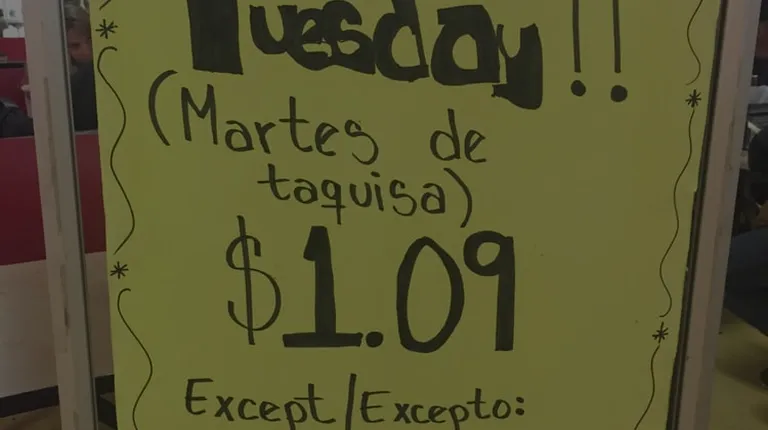 Tuesday!!
(Martes de
taquisa)
$1.09
Except/Excepto: